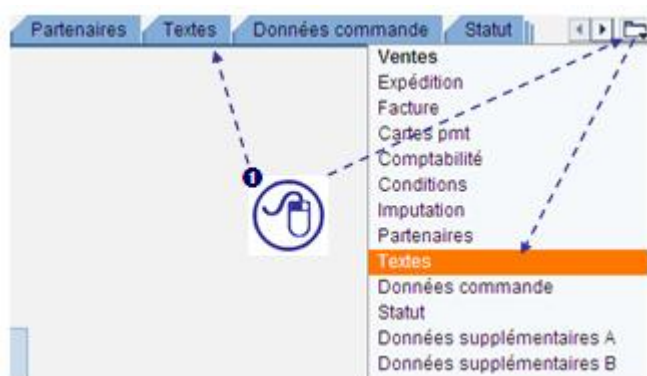 Partenaires Textes Données commande Statut
Ventes
Expédition
Facture
Cartes pmt
Comptabilité
Conditions
Imputation
Partenaires
Textes
Données commande
Statut
Données supplémentaires A
Données supplémentaires B
1